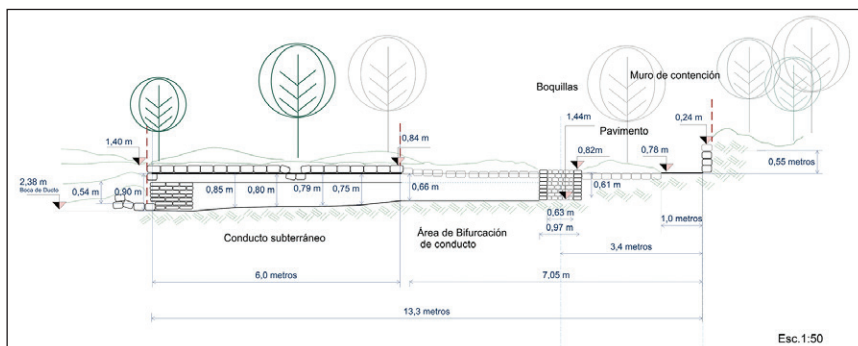 Muro de contención
Boquillas
1,44m
Pavimento
0,24 m
1,40 m
0,84 m
0,82m
0,78 m
0,55 metros
2,38 m
Boca de Ducto
0,54 m
0,90 m
0,85 m
0,80 m
0,79 m
0,75 m
0,66 m
0,61 m
0,63 m
0,97 m
1,0 metros
Conducto subterráneo
Área de Bifurcación
de conducto
3,4 metros
6,0 metros
7,05 m
13,3 metros
Esc.1:50